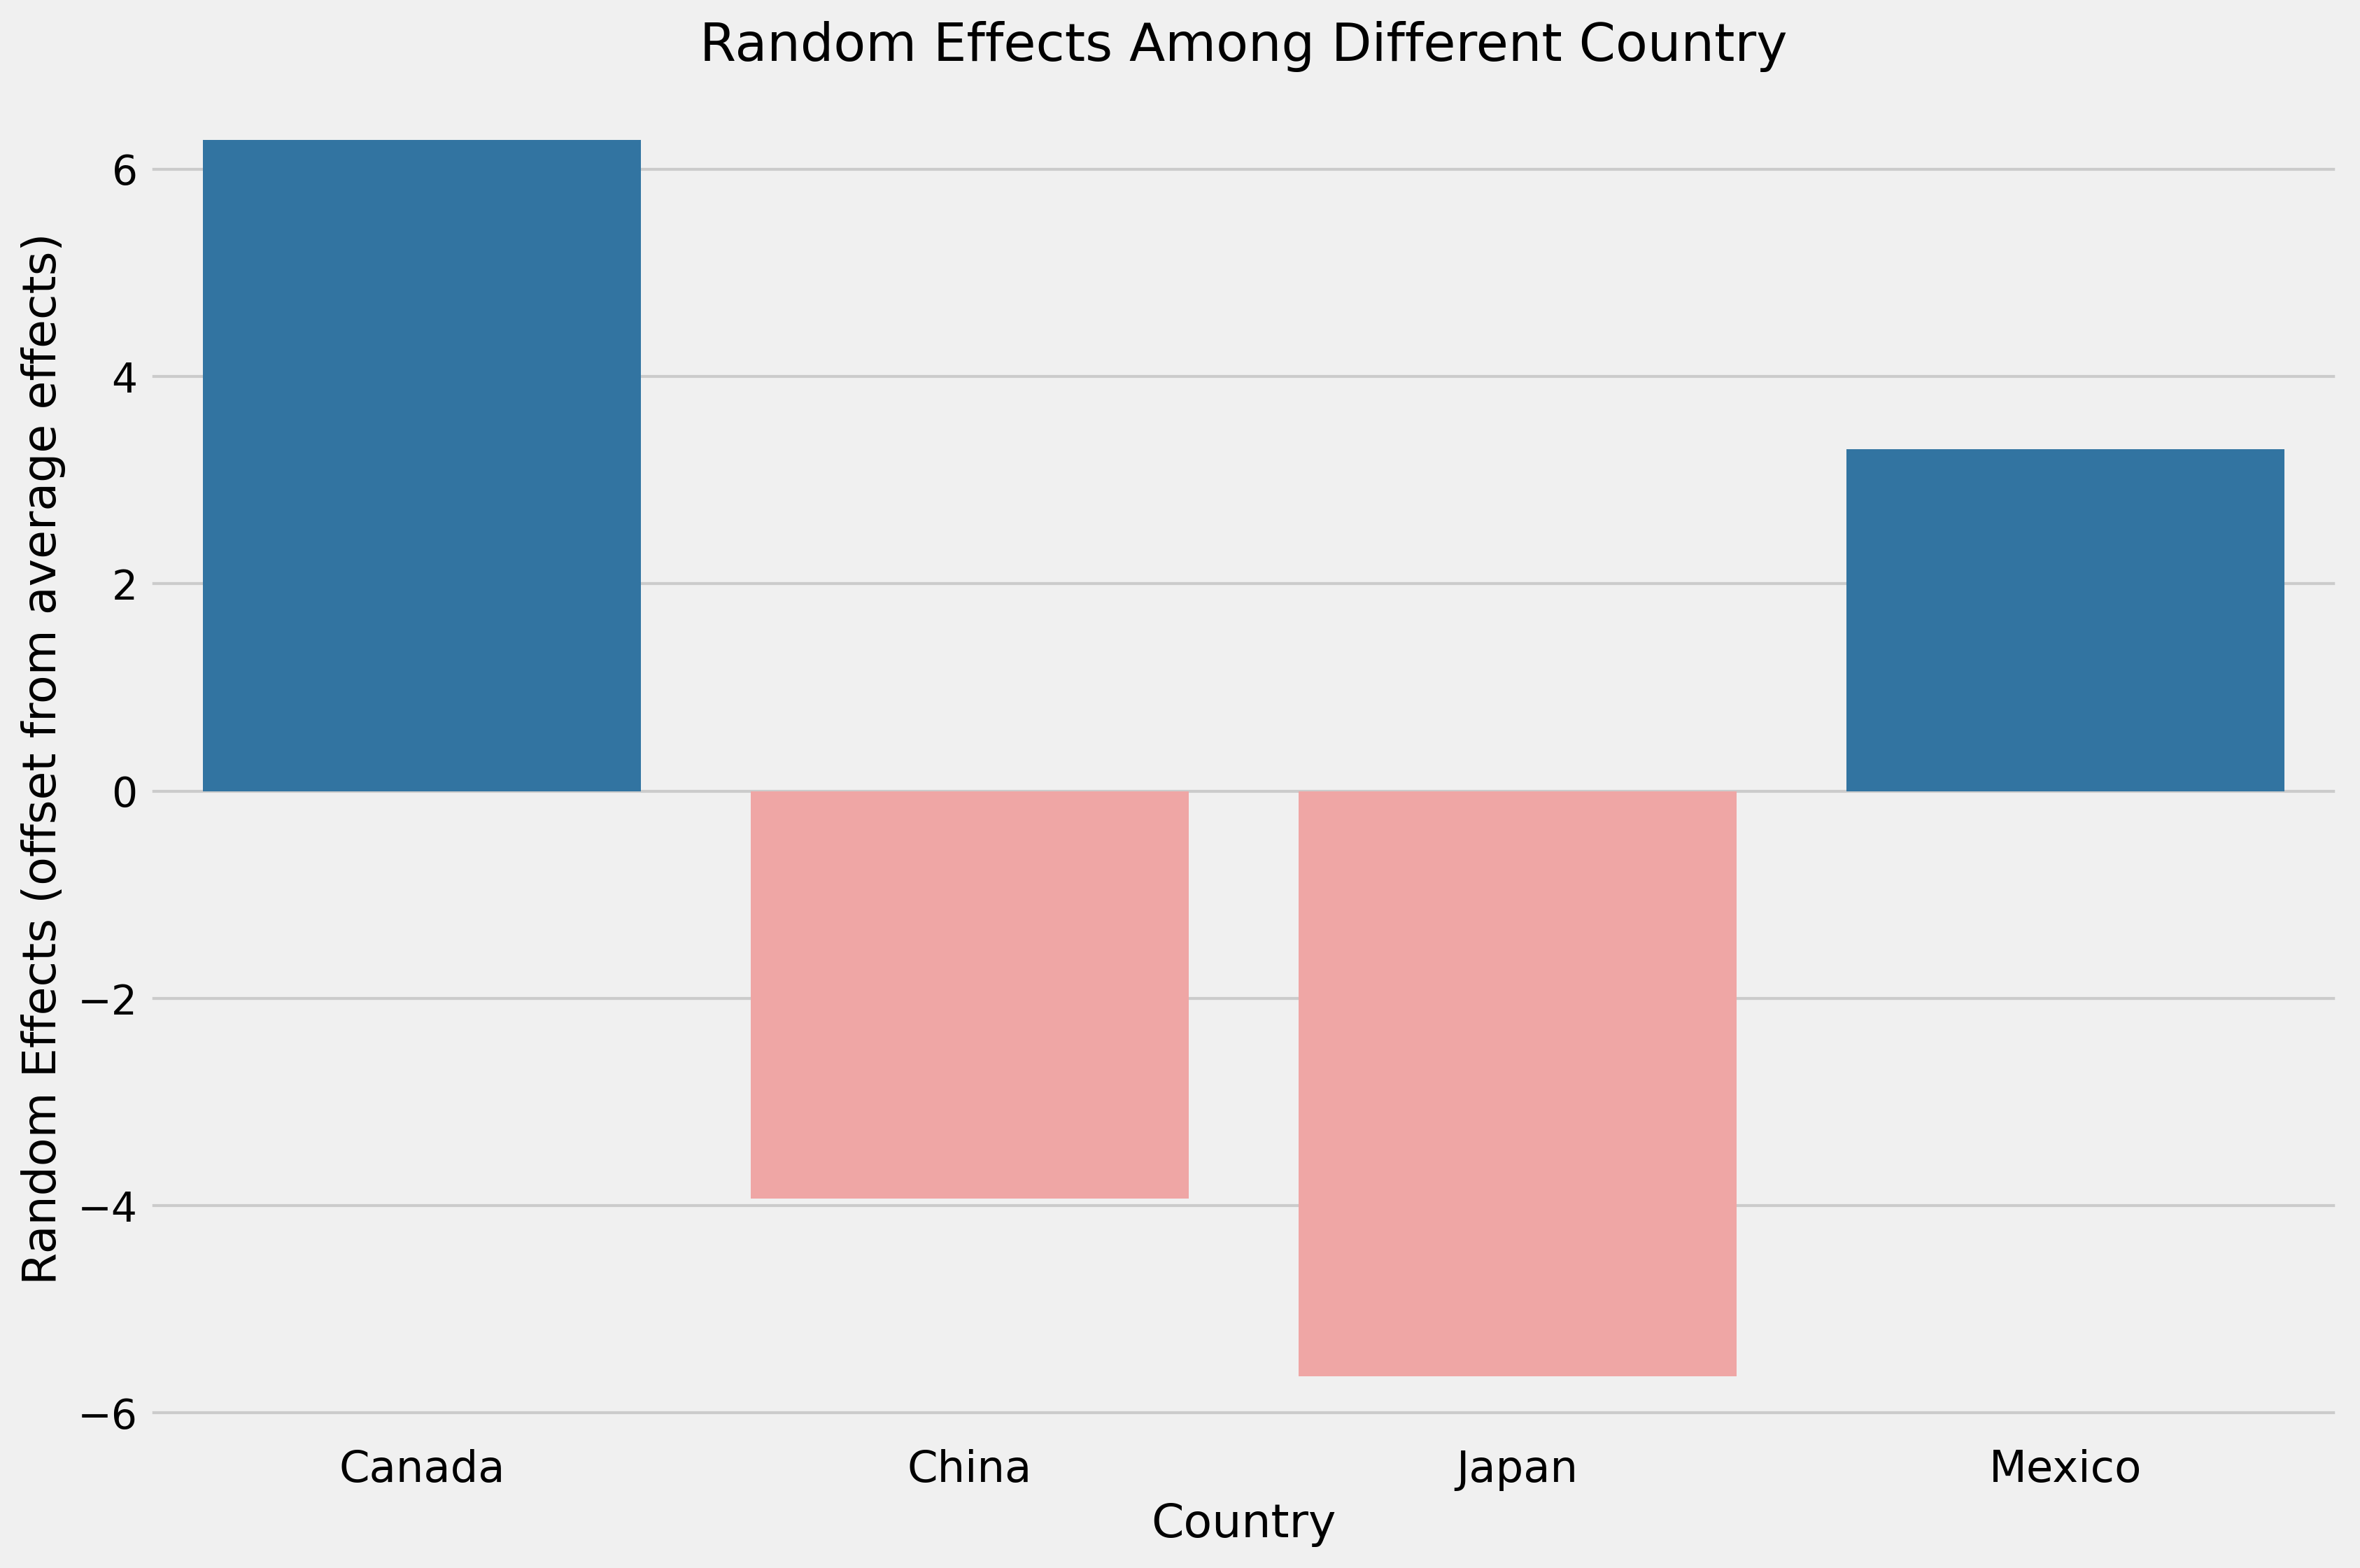 Random Effects Among Different Country
Random Effects (offset from average effects)
6
4
2
0
−2
−4
−6
Canada China Japan Mexico
Country